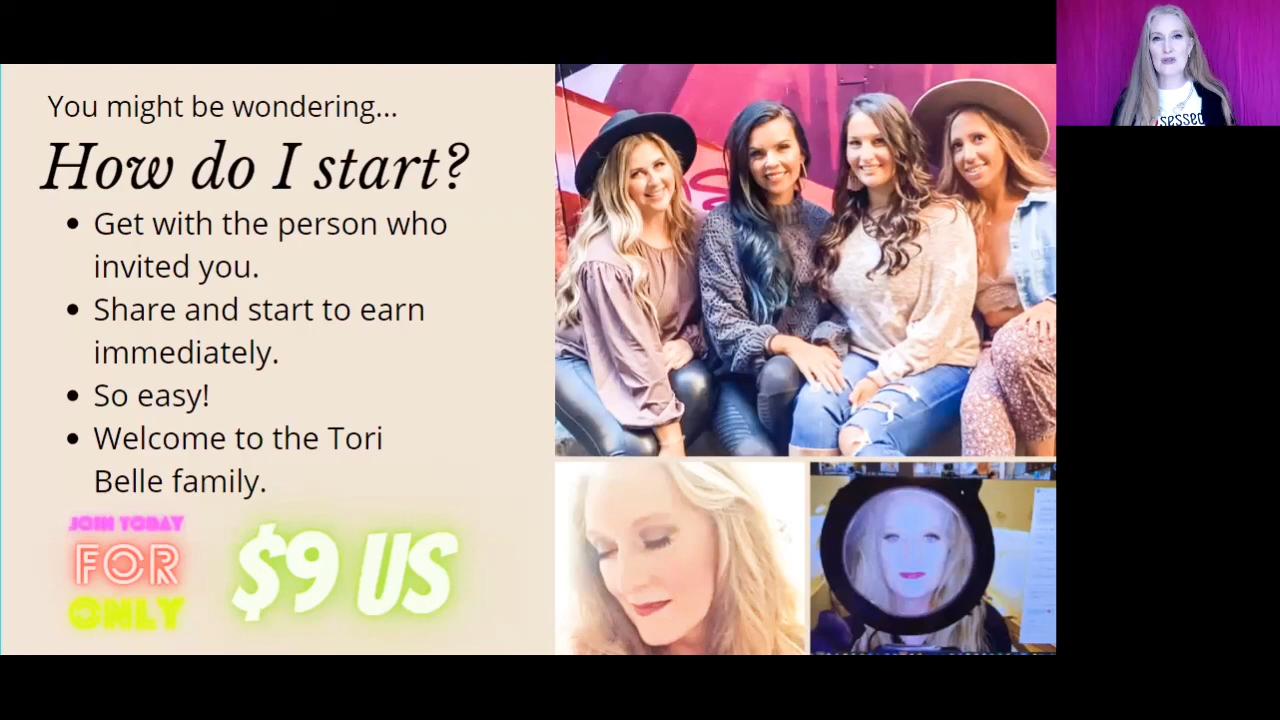 You might be wondering...
How do I start?
• Get with the person who
invited you.
• Share and start to earn
immediately.
• So easy!
• Welcome to the Tori
Belle family.
JOIN TODAY
FOR
ONLY
$9 US